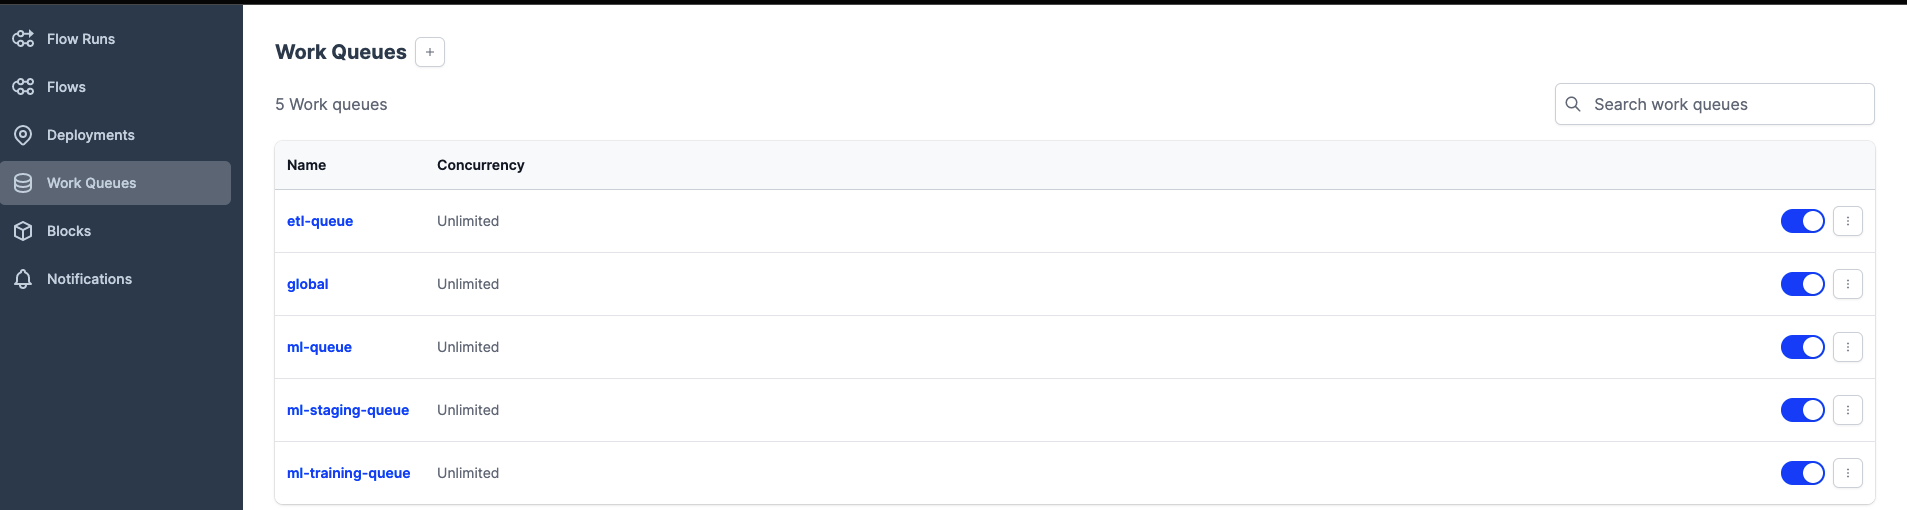 Flow Runs
Flows
Deployments
Work Queues
Blocks
Notifications
Work Queues
5 Work queues
Search work queues
Name Concurrency
etl-queue Unlimited
global Unlimited
ml-queue Unlimited
ml-staging-queue Unlimited
ml-training-queue Unlimited